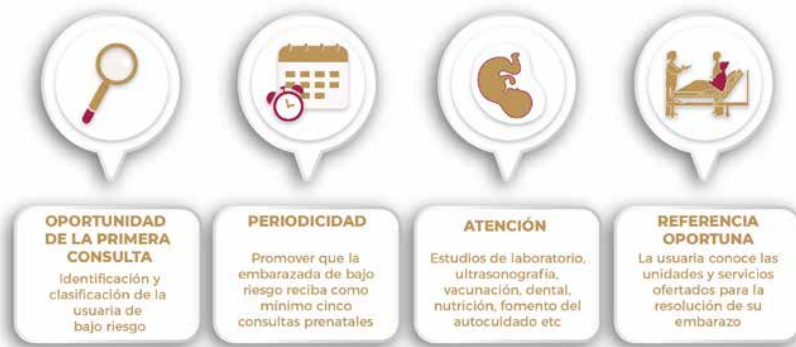 OPORTUNIDAD
DE LA PRIMERA
CONSULTA
Identificación y
clasificación de la
usuaria de
bajo riesgo
PERIODICIDAD
Promover que la
embarazada de bajo
riesgo reciba como
mínimo cinco
consultas prenatales
ATENCIÓN
Estudios de laboratorio,
ultrasonografía,
vacunación, dental,
nutrición, fomento del
autoculdado etc
REFERENCIA
OPORTUNA
La usuaria conoce las
unidades y servicios
ofertados para la
resolución de su
embarazo